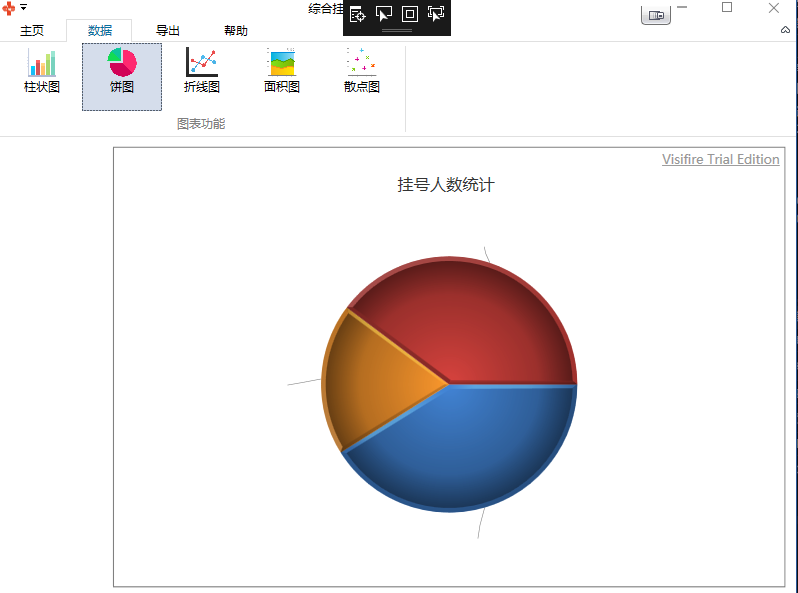 综合挂
主页 数据 导出 帮助
柱状图 饼图 折线图 面积图 散点图
图表功能
Visifire Trial Edition
挂号人数统计